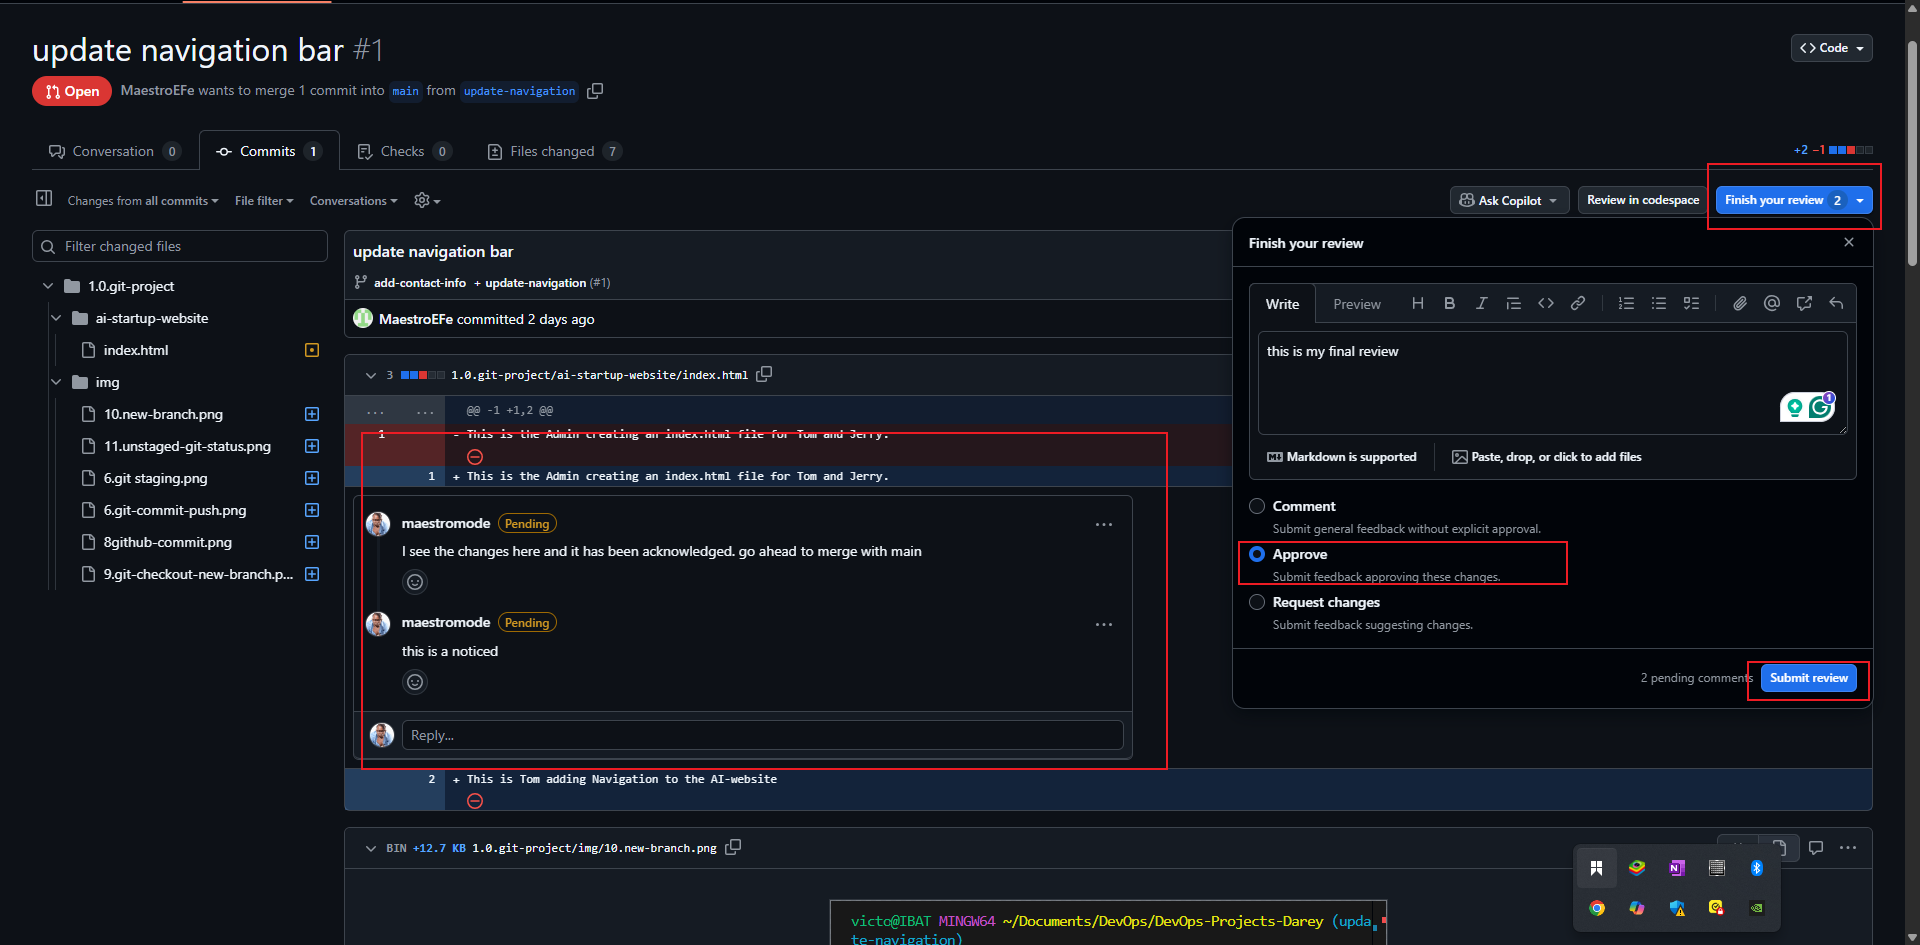 update navigation bar #1
<> Code
Open MaestroEFe wants to merge 1 commit into main from update-navigation
Conversation 0 Commits 1 Checks 0 Files changed 7
+2 −1
Changes from all commits File filter Conversations
Ask Copilot Review in codespace Finish your review 2
Filter changed files
1.0.git-project
ai-startup-website
index.html
img
10.new-branch.png
11.unstaged-git-status.png
6.git staging.png
6.git-commit-push.png
8github-commit.png
9.git-checkout-new-branch.p...
update navigation bar
add-contact-info + update-navigation (#1)
MaestroEFe committed 2 days ago
3 1.0.git-project/ai-startup-website/index.html
... ... @@ -1 +1,2 @@
1 - This is the Admin creating an index.html file for Tom and Jerry.
1 + This is the Admin creating an index.html file for Tom and Jerry.
maestromode Pending
I see the changes here and it has been acknowledged. go ahead to merge with main
maestromode Pending
this is a noticed
Reply...
2 + This is Tom adding Navigation to the AI-website
BIN +12.7 KB 1.0.git-project/img/10.new-branch.png
victo@IBAT MINGW64 ~/Documents/DevOps/DevOps-Projects-Darey (upda
te-navigation)
Finish your review
Write Preview H B I
this is my final review
1
Markdown is supported Paste, drop, or click to add files
Comment
Submit general feedback without explicit approval.
Approve
Submit feedback approving these changes.
Request changes
Submit feedback suggesting changes.
2 pending comments Submit review